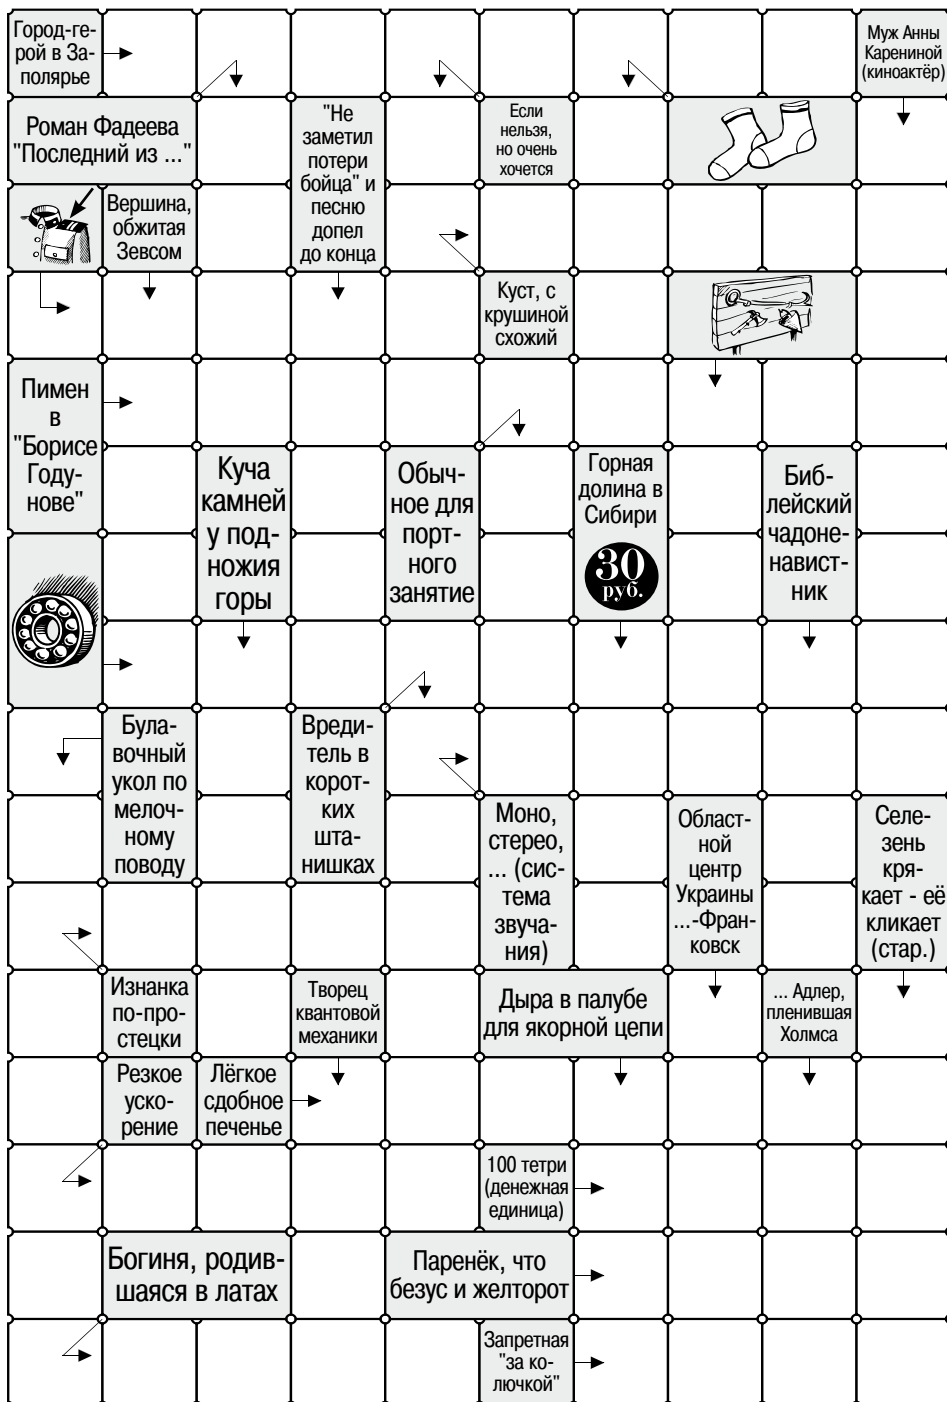 Город-ге-
рой в За-
полярье
Муж Анны
Карениной
(киноактёр)
Роман Фадеева
"Последний из ..."
"Не
заметил
потери
бойца" и
песню
допел
до конца
Если
нельзя,
но очень
хочется
Вершина,
обжитая
Зевсом
Куст, с
крушиной
схожий
Пимен
в
"Борисе
Году-
нове"
Куча
камней
у под-
ножия
горы
Обыч-
ное для
порт-
ного
занятие
Горная
долина в
Сибири
30
руб.
Биб-
лейский
чадоне-
навист-
ник
Була-
вочный
укол по
мелоч-
ному
поводу
Вреди-
тель в
корот-
ких
шта-
нишках
Моно,
стерео,
... (сис-
тема
звуча-
ния)
Област-
ной
центр
Украины
...-Фран-
ковск
Селе-
зень
кря-
кает - её
кликает
(стар.)
Изнанка
по-про-
стецки
Творец
квантовой
механики
Дыра в палубе
для якорной цепи
... Адлер,
пленившая
Холмса
Резкое
уско-
рение
Лёгкое
сдобное
печенье
100 тетри
(денежная
единица)
Богиня, родив-
шаяся в латах
Паренёк, что
безус и желторот
Запретная
"за ко-
лючкой"